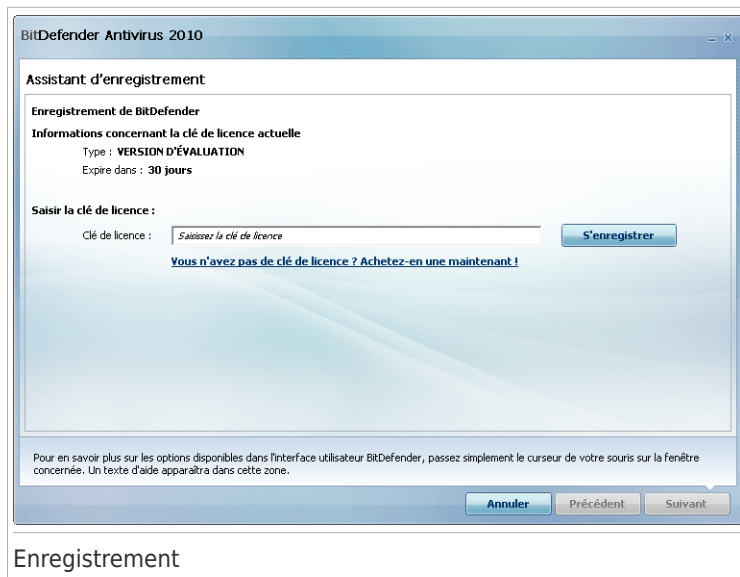 BitDefender Antivirus 2010
Assistant d'enregistrement
Enregistrement de BitDefender
Informations concernant la clé de licence actuelle
Type : VERSION D'ÉVALUATION
Expire dans : 30 jours
Saisir la clé de licence :
Clé de licence : Saisissez la clé de licence S'enregistrer
Vous n'avez pas de clé de licence ? Achetez-en une maintenant !
Pour en savoir plus sur les options disponibles dans l'interface utilisateur BitDefender, passez simplement le curseur de votre souris sur la fenêtre
concernée. Un texte d'aide apparaîtra dans cette zone.
Annuler Précédent Suivant
Enregistrement